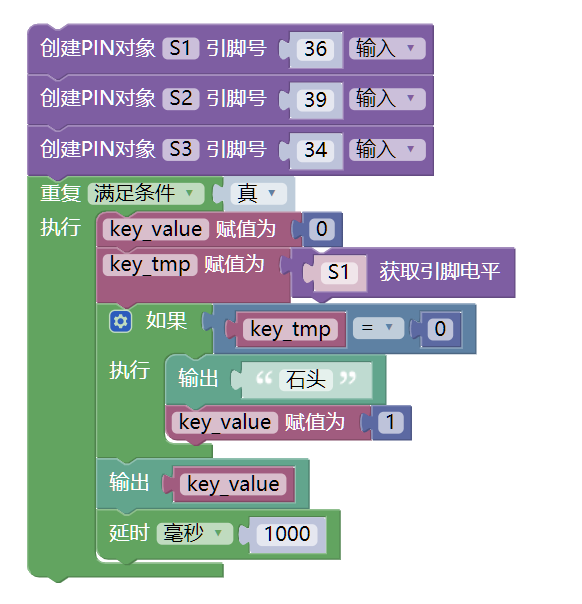 创建PIN对象 S1 引脚号 36 输入
创建PIN对象 S2 引脚号 39 输入
创建PIN对象 S3 引脚号 34 输入
重复 满足条件 真
执行 key_value 赋值为 0
key_tmp 赋值为 S1 获取引脚电平
如果 key_tmp = 0
执行 输出 “ 石头 ”
key_value 赋值为 1
输出 key_value
延时 毫秒 1000